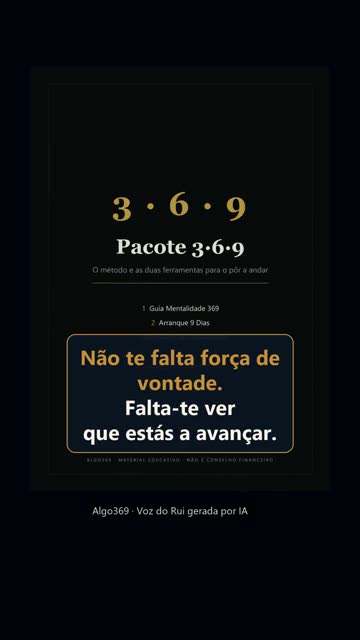 3 · 6 · 9
Pacote 3·6·9
O método e as duas ferramentas para o pôr a andar
1 Guia Mentalidade 369
2 Arranque 9 Dias
Não te falta força de
vontade.
Falta-te ver
que estás a avançar.
ALGO369 · MATERIAL EDUCATIVO · NÃO É CONSELHO FINANCEIRO
Algo369 · Voz do Rui gerada por IA